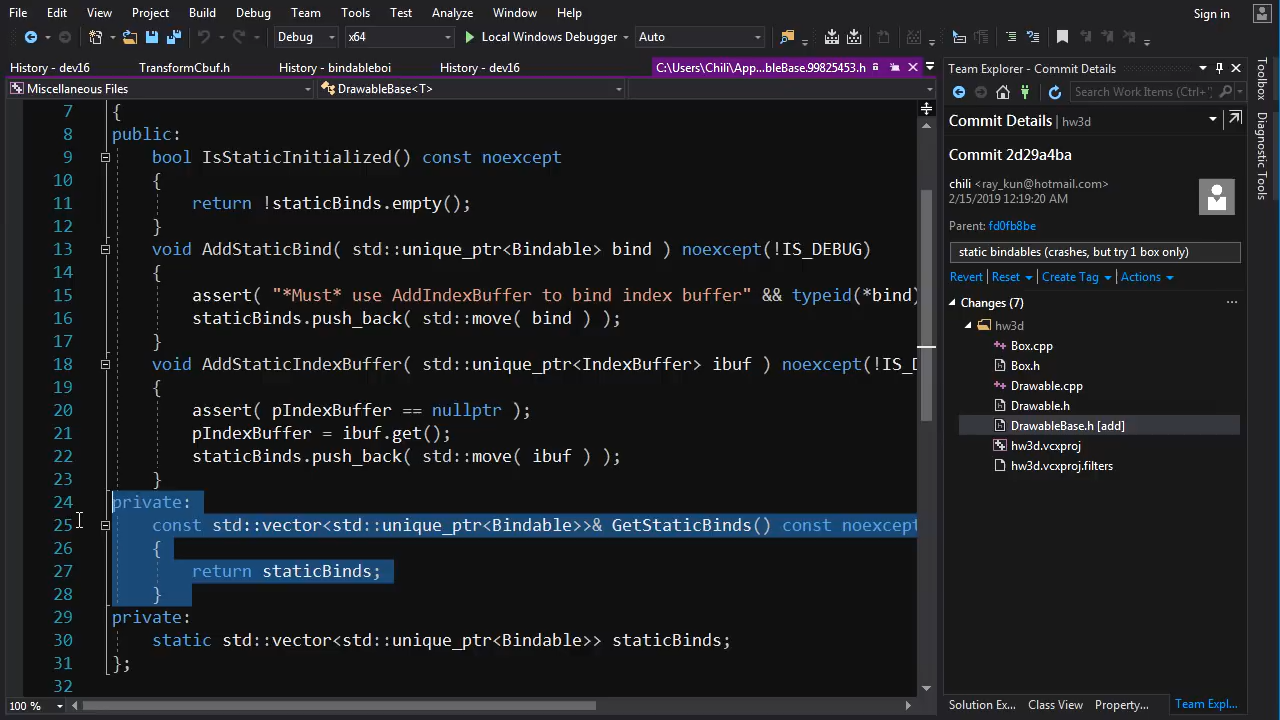 File Edit View Project Build Debug Team Tools Test Analyze Window Help Sign in
Debug x64 Local Windows Debugger Auto
History - dev16 TransformCbuf.h History - bindableboi History - dev16 C:\Users\Chili\App...bleBase.99825453.h
Miscellaneous Files DrawableBase<T>
7 {
8 public:
9 bool IsStaticInitialized() const noexcept
10 {
11 return !staticBinds.empty();
12 }
13 void AddStaticBind( std::unique_ptr<Bindable> bind ) noexcept(!IS_DEBUG)
14 {
15 assert( "*Must* use AddIndexBuffer to bind index buffer" && typeid(*bind)
16 staticBinds.push_back( std::move( bind ) );
17 }
18 void AddStaticIndexBuffer( std::unique_ptr<IndexBuffer> ibuf ) noexcept(!IS_D
19 {
20 assert( pIndexBuffer == nullptr );
21 pIndexBuffer = ibuf.get();
22 staticBinds.push_back( std::move( ibuf ) );
23 }
24 private:
25 const std::vector<std::unique_ptr<Bindable>>& GetStaticBinds() const noexcept
26 {
27 return staticBinds;
28 }
29 private:
30 static std::vector<std::unique_ptr<Bindable>> staticBinds;
31 };
32
100 %
Team Explorer - Commit Details
Search Work Items (Ctrl+'
Commit Details | hw3d
Commit 2d29a4ba
chili <ray_kun@hotmail.com>
2/15/2019 12:19:20 AM
Parent: fd0fb8be
static bindables (crashes, but try 1 box only)
Revert Reset Create Tag Actions
Changes (7) ...
hw3d
Box.cpp
Box.h
Drawable.cpp
Drawable.h
DrawableBase.h [add]
hw3d.vcxproj
hw3d.vcxproj.filters
Solution Ex... Class View Property... Team Expl...
Toolbox
Diagnostic Tools